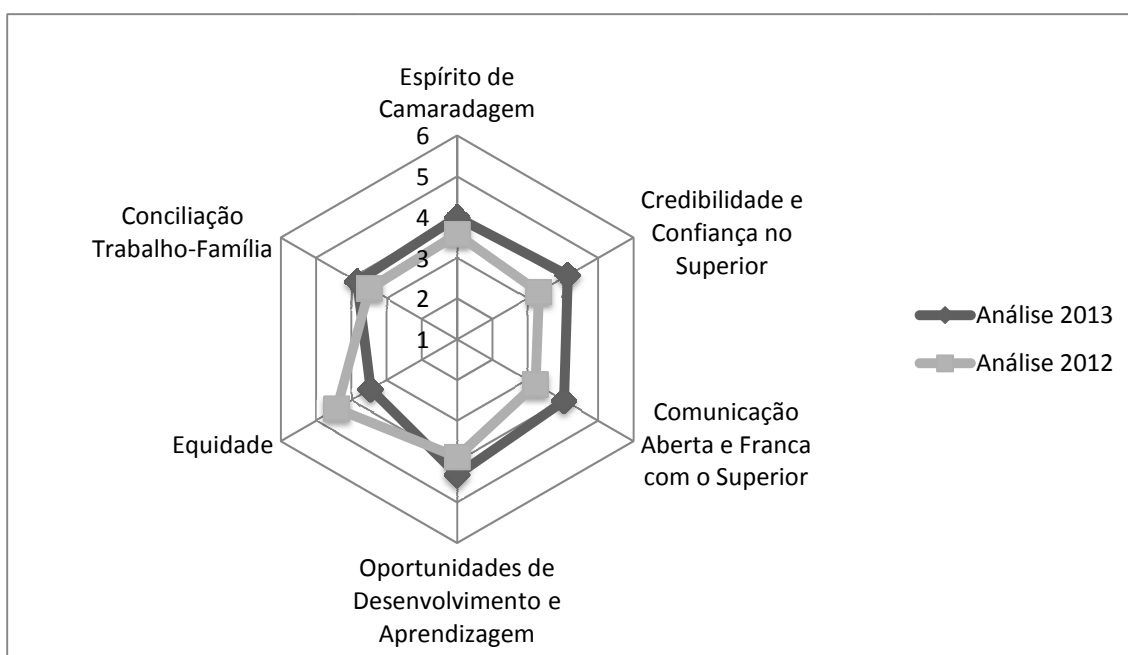 Espírito de
Camaradagem
6
5
4
3
2
1
Credibilidade e
Confiança no
Superior
Comunicação
Aberta e Franca
com o Superior
Oportunidades de
Desenvolvimento e
Aprendizagem
Equidade
Conciliação
Trabalho-Família
Análise 2013
Análise 2012